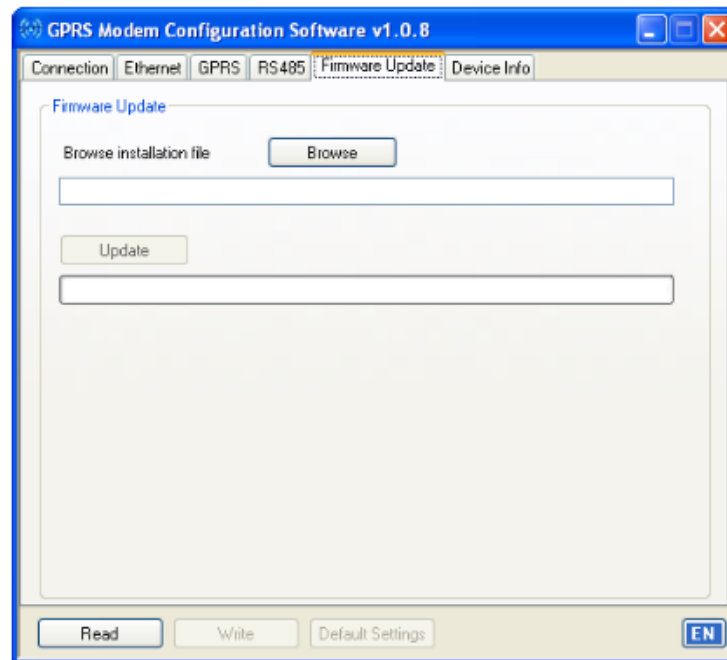 GPRS Modem Configuration Software v1.0.8
Connection Ethernet GPRS RS485 Firmware Update Device Info
Firmware Update
Browse installation file Browse
Update
Read Write Default Settings EN